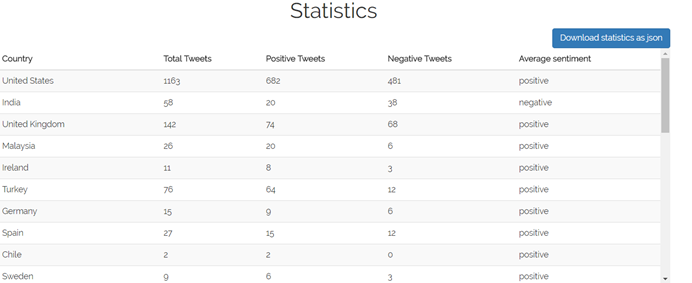 Statistics
Download statistics as json
Country Total Tweets Positive Tweets Negative Tweets Average sentiment
United States 1163 682 481 positive
India 58 20 38 negative
United Kingdom 142 74 68 positive
Malaysia 26 20 6 positive
Ireland 11 8 3 positive
Turkey 76 64 12 positive
Germany 15 9 6 positive
Spain 27 15 12 positive
Chile 2 2 0 positive
Sweden 9 6 3 positive